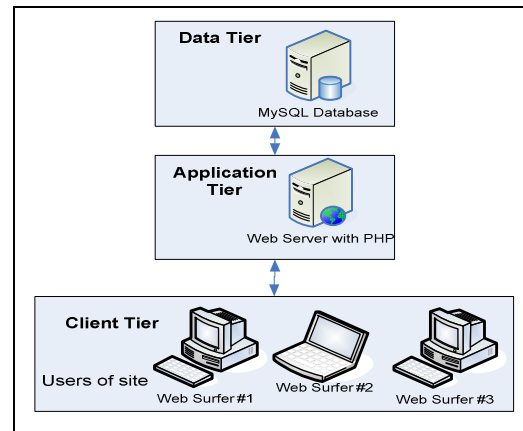 Data Tier
MySQL Database
Application
Tier
Web Server with PHP
Client Tier
Users of site
Web Surfer #1
Web Surfer #2
Web Surfer #3